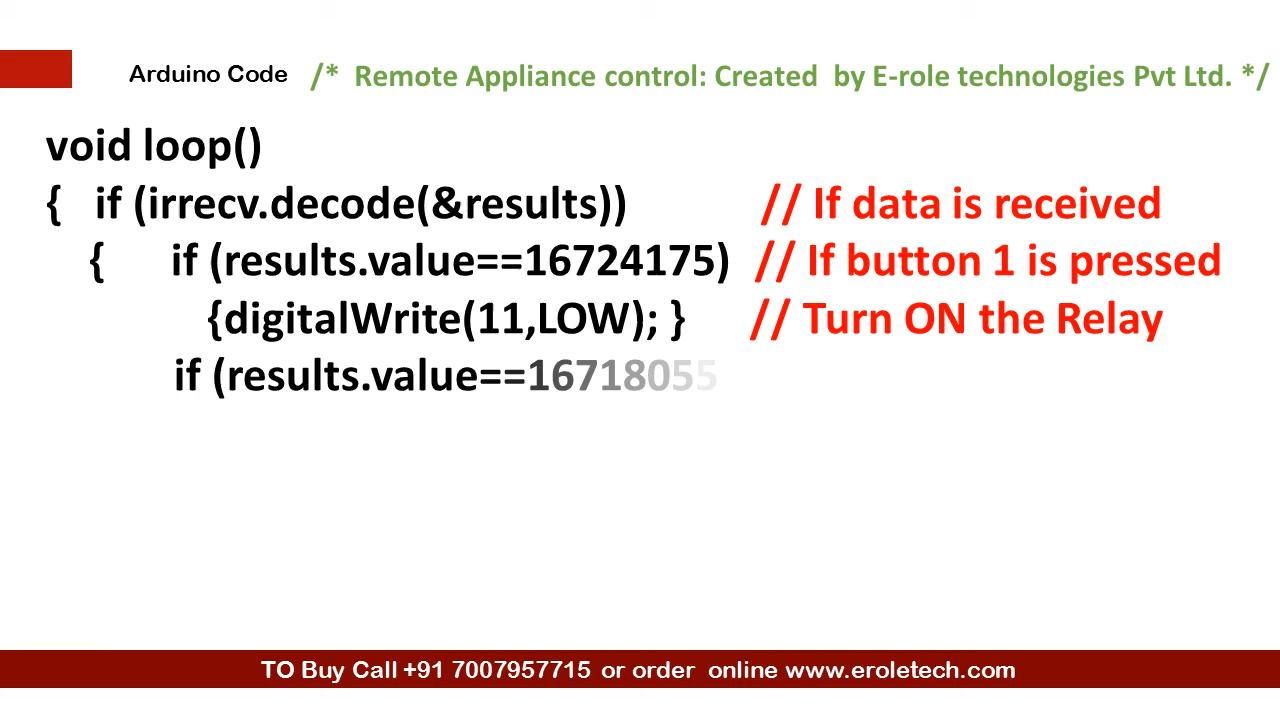 Arduino Code /* Remote Appliance control: Created by E-role technologies Pvt Ltd. */
void loop()
{ if (irrecv.decode(&results)) // If data is received
{ if (results.value==16724175) // If button 1 is pressed
{digitalWrite(11,LOW); } // Turn ON the Relay
if (results.value==16718055
TO Buy Call +91 7007957715 or order online www.eroletech.com